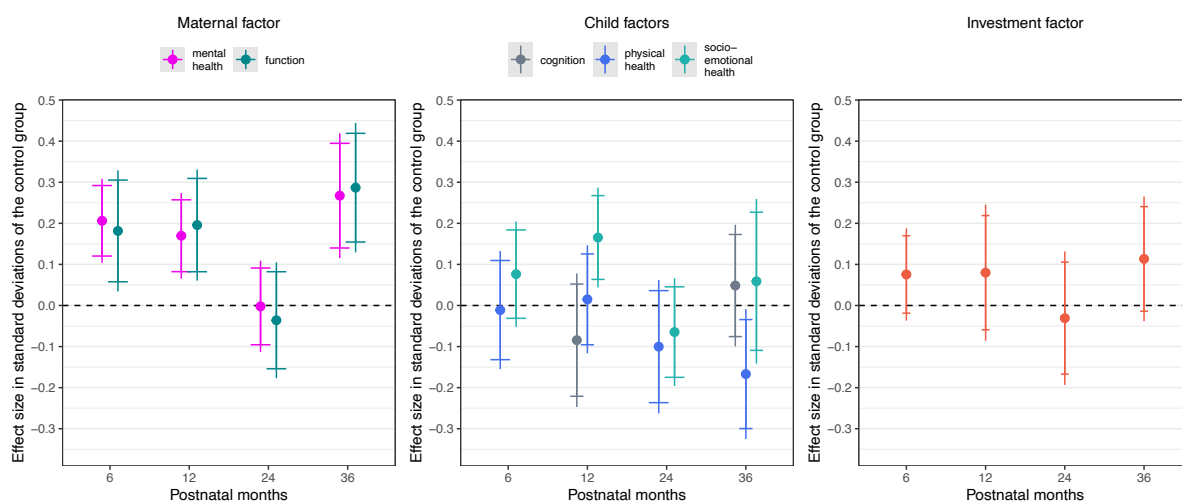 Maternal factor
mental
health
function
Effect size in standard deviations of the control group
0.5
0.4
0.3
0.2
0.1
0.0
−0.1
−0.2
−0.3
6
12
24
36
Postnatal months
Child factors
cognition
physical
health
socio−
emotional
health
Effect size in standard deviations of the control group
0.5
0.4
0.3
0.2
0.1
0.0
−0.1
−0.2
−0.3
6
12
24
36
Postnatal months
Investment factor
Effect size in standard deviations of the control group
0.5
0.4
0.3
0.2
0.1
0.0
−0.1
−0.2
−0.3
6
12
24
36
Postnatal months